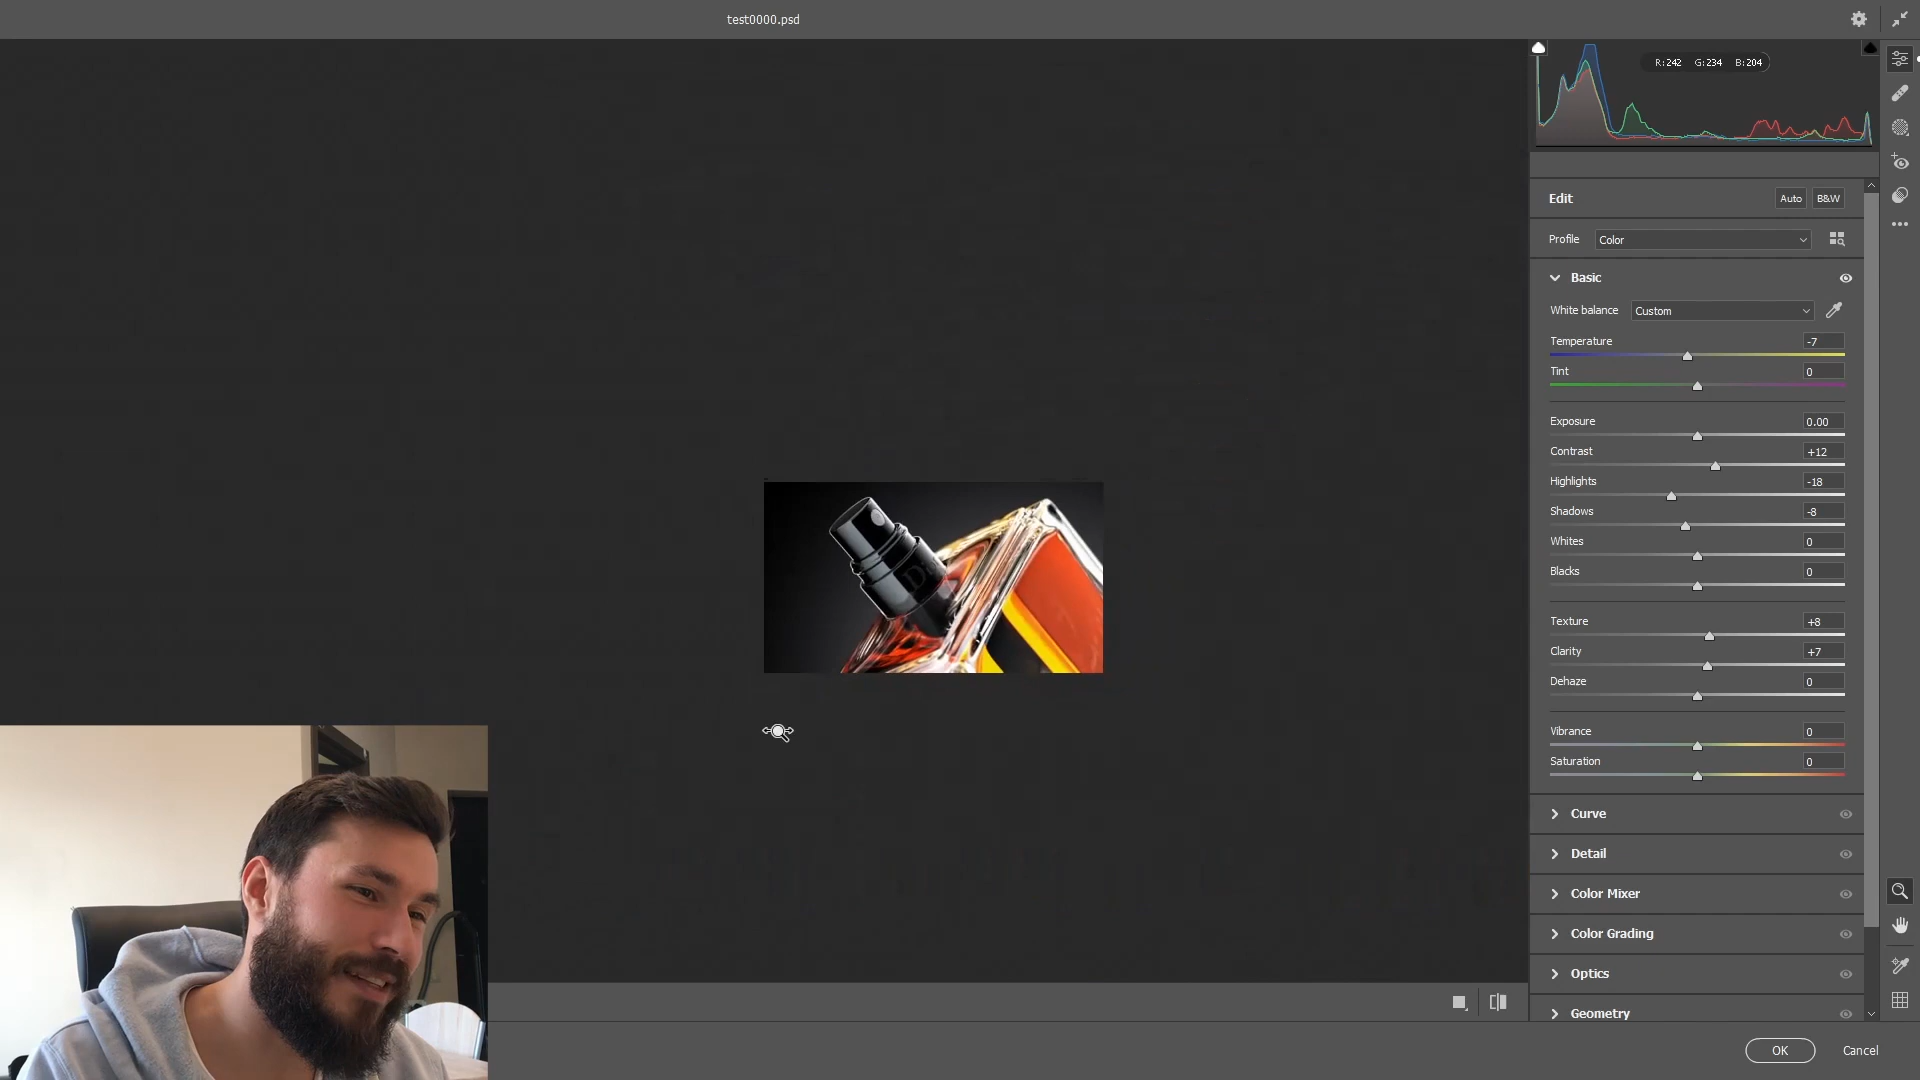 test0000.psd
R:242 G:234 B:204
Edit
Auto B&W
Profile Color
Basic
White balance Custom
Temperature -7
Tint 0
Exposure 0.00
Contrast +12
Highlights -18
Shadows -8
Whites 0
Blacks 0
Texture +8
Clarity +7
Dehaze 0
Vibrance 0
Saturation 0
Curve
Detail
Color Mixer
Color Grading
Optics
Geometry
OK Cancel